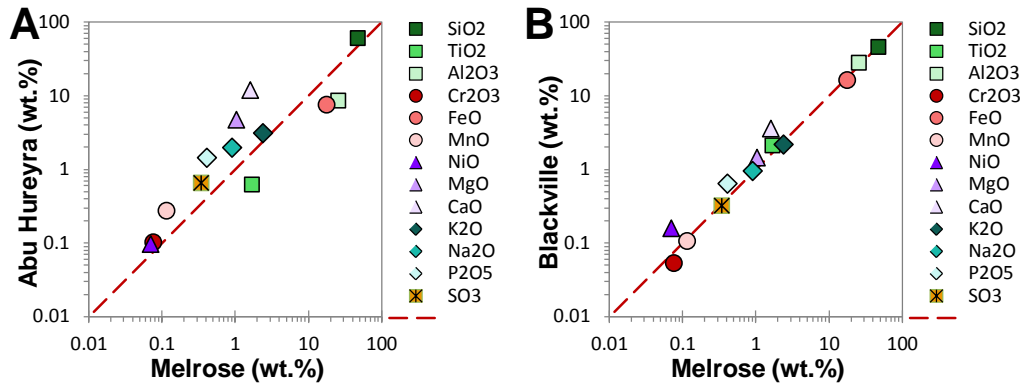 A
Abu Hureyra (wt.%)
100
10
1
0.1
0.01
0.01 0.1 1 10 100
Melrose (wt.%)
SiO2
TiO2
Al2O3
Cr2O3
FeO
MnO
NiO
MgO
CaO
K2O
Na2O
P2O5
SO3
B
Blackville (wt.%)
100
10
1
0.1
0.01
0.01 0.1 1 10 100
Melrose (wt.%)
SiO2
TiO2
Al2O3
Cr2O3
FeO
MnO
NiO
MgO
CaO
K2O
Na2O
P2O5
SO3